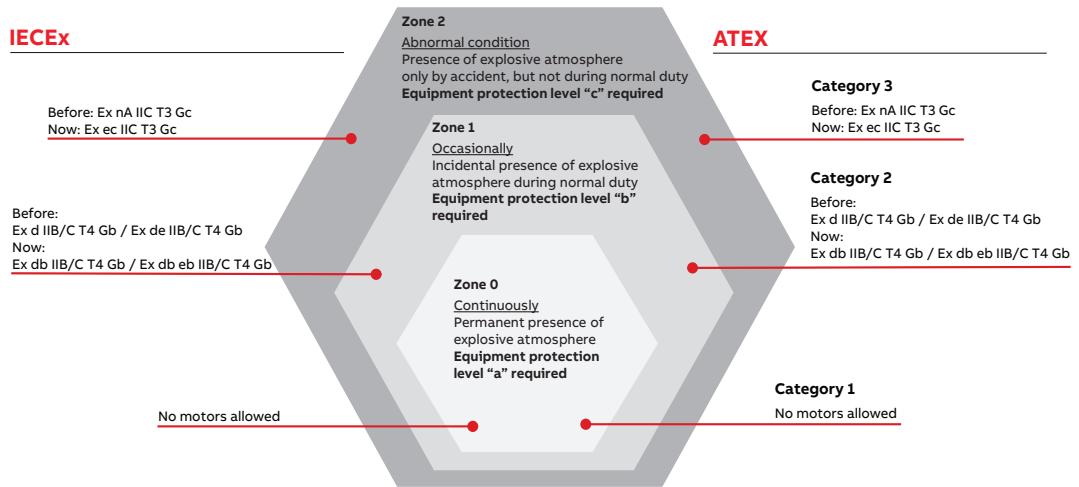 IECEx
Before: Ex nA IIC T3 Gc
Now: Ex ec IIC T3 Gc
Before:
Ex d IIB/C T4 Gb / Ex de IIB/C T4 Gb
Now:
Ex db IIB/C T4 Gb / Ex db eb IIB/C T4 Gb
No motors allowed
Zone 2
Abnormal condition
Presence of explosive atmosphere
only by accident, but not during normal duty
Equipment protection level “c” required
Zone 1
Occasionally
Incidental presence of explosive
atmosphere during normal duty
Equipment protection level “b”
required
Zone 0
Continuously
Permanent presence of
explosive atmosphere
Equipment protection
level “a” required
ATEX
Category 3
Before: Ex nA IIC T3 Gc
Now: Ex ec IIC T3 Gc
Category 2
Before:
Ex d IIB/C T4 Gb / Ex de IIB/C T4 Gb
Now:
Ex db IIB/C T4 Gb / Ex db eb IIB/C T4 Gb
Category 1
No motors allowed